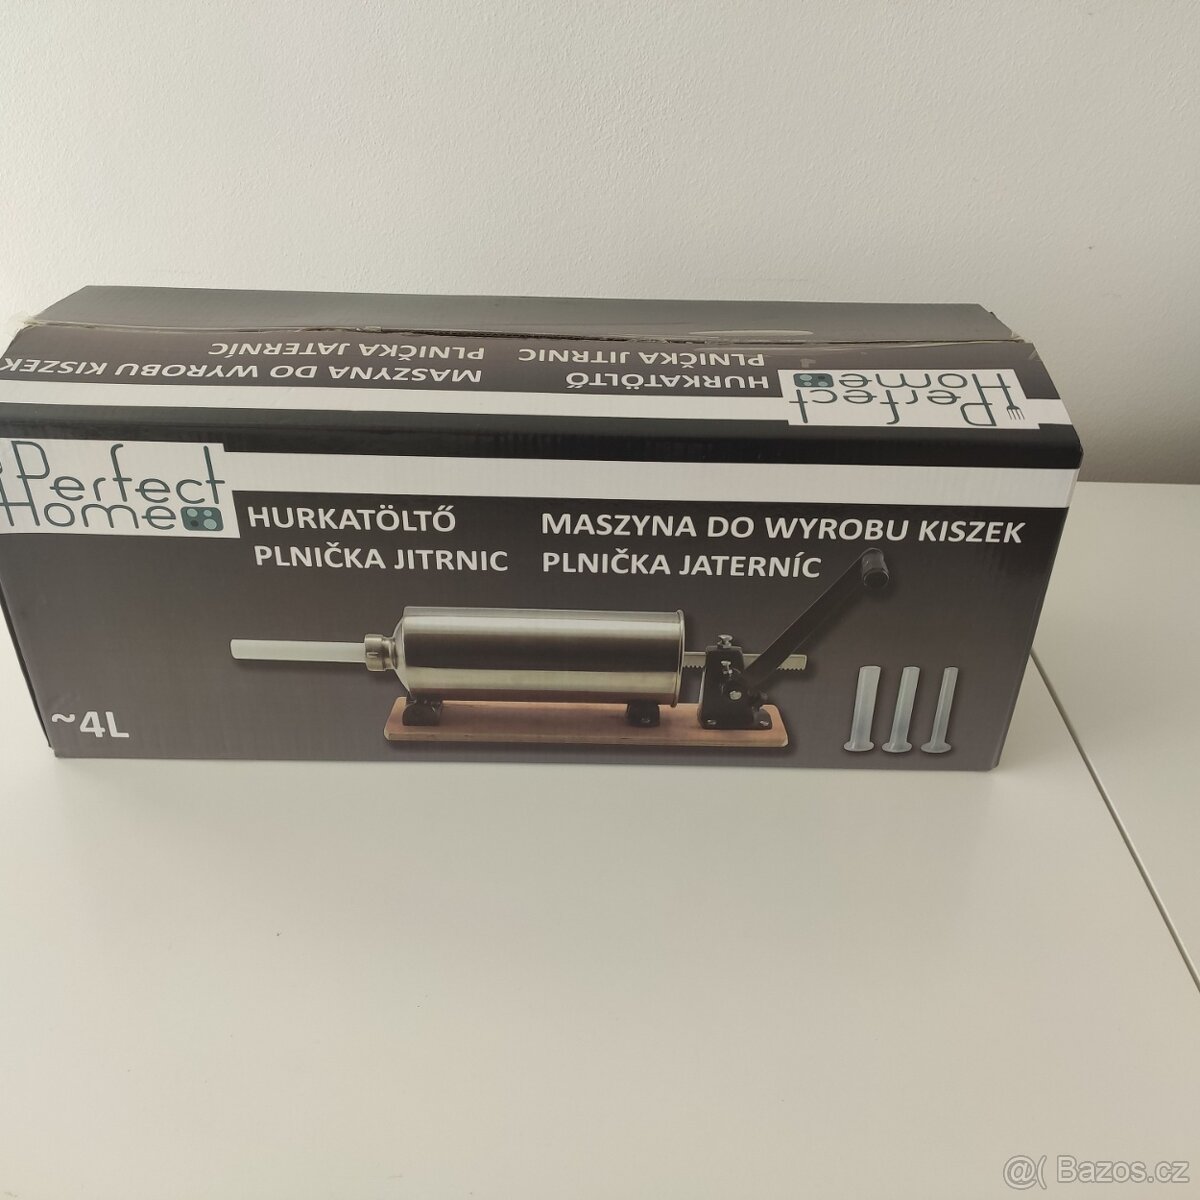 PLNIČKA JITRNIC PLNIČKA JATERNÍC
HURKATÖLTŐ MASZYNA DO WYROBU KISZEK
Perfect
Home
Perfect
Home
HURKATÖLTŐ MASZYNA DO WYROBU KISZEK
PLNIČKA JITRNIC PLNIČKA JATERNÍC
~4L
@( Bazos.cz